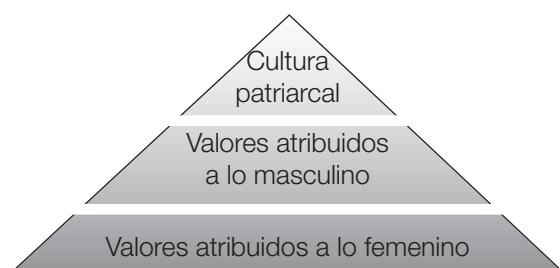 Cultura
patriarcal
Valores atribuidos
a lo masculino
Valores atribuidos a lo femenino